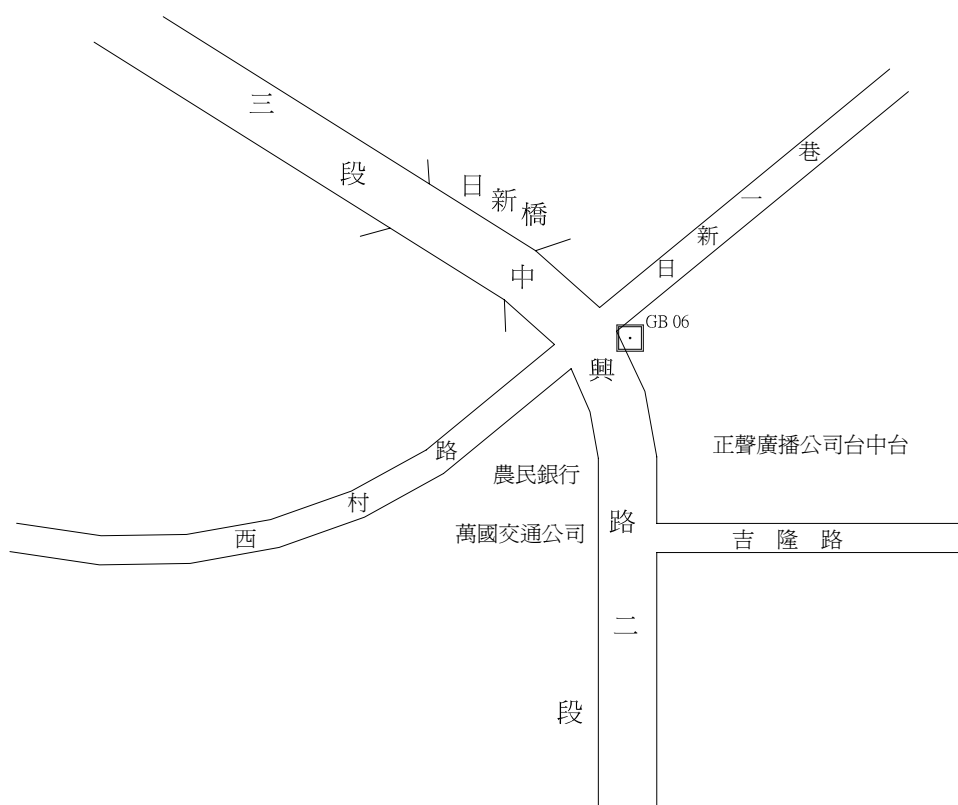 三段
日新橋
中興路二段
日新一巷
GB 06
正聲廣播公司台中台
西村路
農民銀行
萬國交通公司
吉隆路